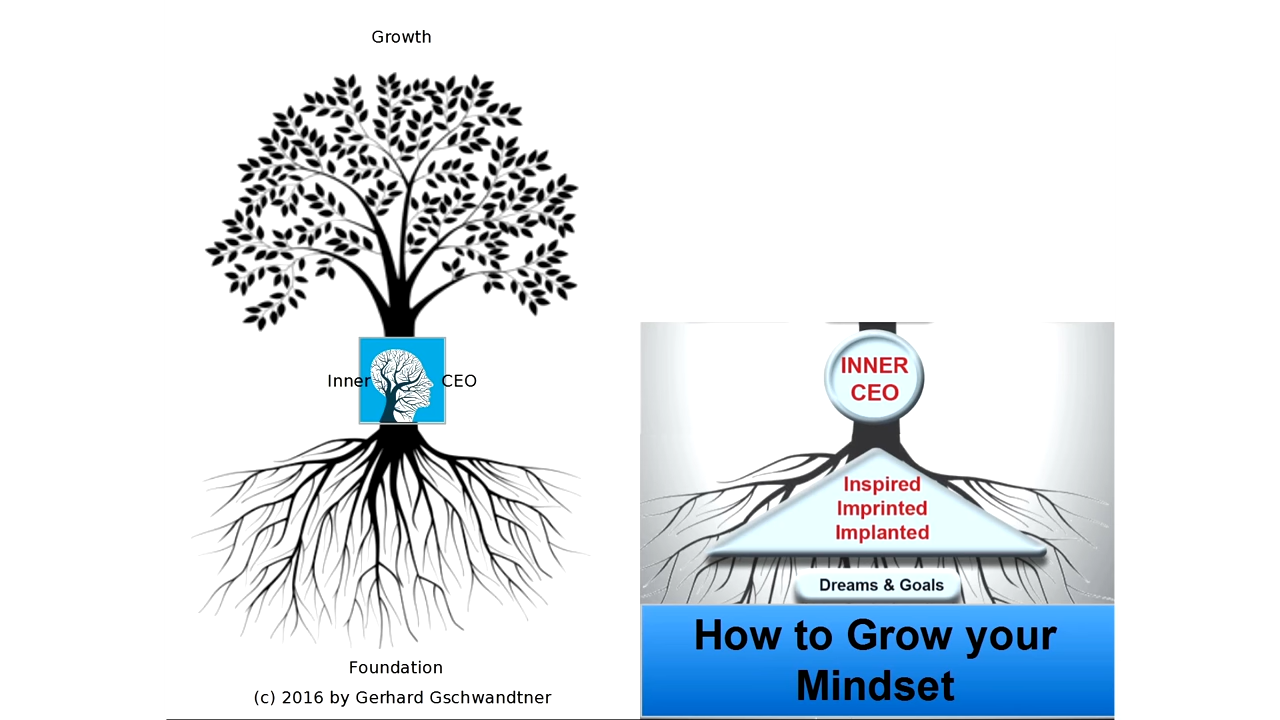 Growth
Inner CEO
Foundation
(c) 2016 by Gerhard Gschwandtner
INNER
CEO
Inspired
Imprinted
Implanted
Dreams & Goals
How to Grow your
Mindset